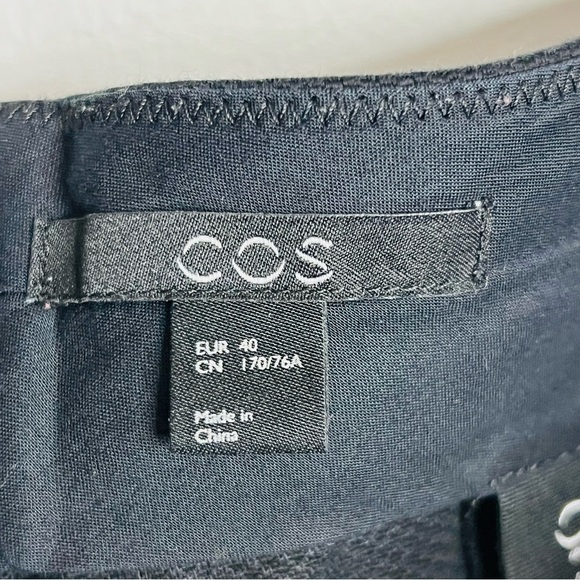 COS
EUR 40
CN 170/76A
Made in
China